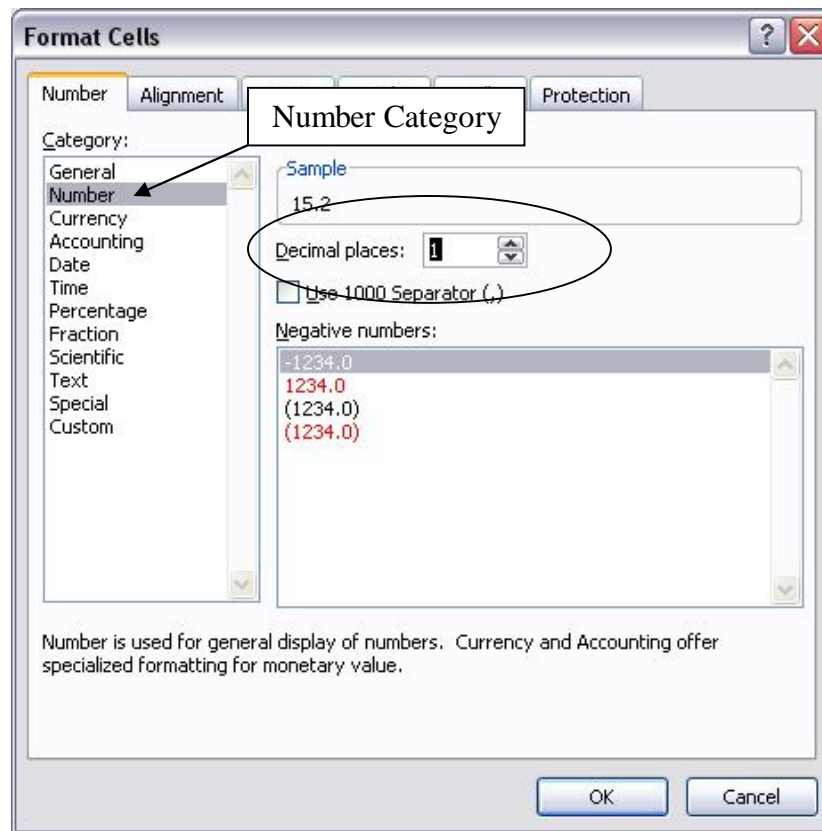 Format Cells
Number Alignment Protection
Number Category
Category:
General
Number
Currency
Accounting
Date
Time
Percentage
Fraction
Scientific
Text
Special
Custom
Sample
15.2
Decimal places: 1
Use 1000 Separator (,)
Negative numbers:
-1234.0
1234.0
(1234.0)
(1234.0)
Number is used for general display of numbers. Currency and Accounting offer
specialized formatting for monetary value.
OK Cancel